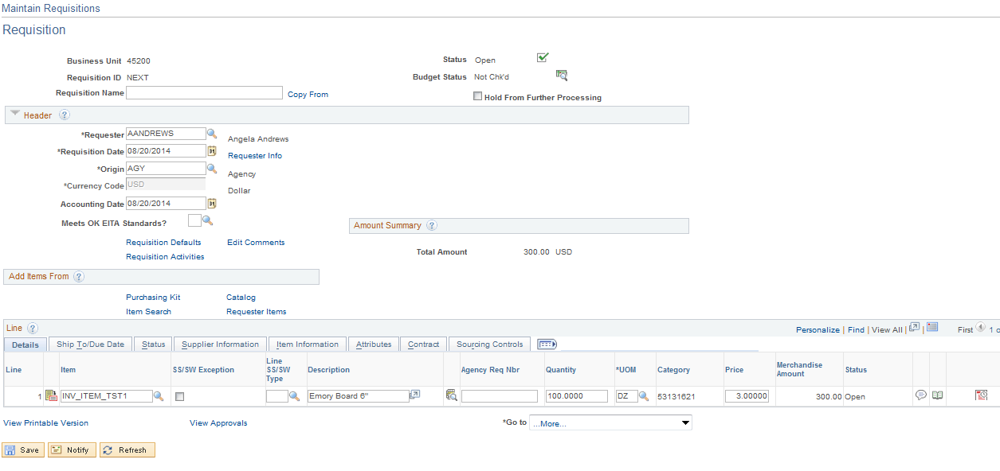 Maintain Requisitions
Requisition
Business Unit 45200
Status Open
Requisition ID NEXT
Budget Status Not Chk'd
Requisition Name Copy From
Hold From Further Processing
Header ?
*Requester AANDREWS Angela Andrews
*Requisition Date 08/20/2014 Requester Info
*Origin AGY Agency
*Currency Code USD Dollar
Accounting Date 08/20/2014
Meets OK EITA Standards?
Amount Summary ?
Requisition Defaults Edit Comments
Total Amount 300.00 USD
Requisition Activities
Add Items From ?
Purchasing Kit Catalog
Item Search Requester Items
Line ? Personalize | Find | View All | | First 1 o
Details Ship To/Due Date Status Supplier Information Item Information Attributes Contract Sourcing Controls
Line Item SS/SW Exception Line SS/SW Type Description Agency Req Nbr Quantity *UOM Category Price Merchandise Amount Status
1 INV_ITEM_TST1 Emory Board 6" 100.0000 DZ 53131621 3.00000 300.00 Open
View Printable Version View Approvals *Go to ...More...
Save Notify Refresh